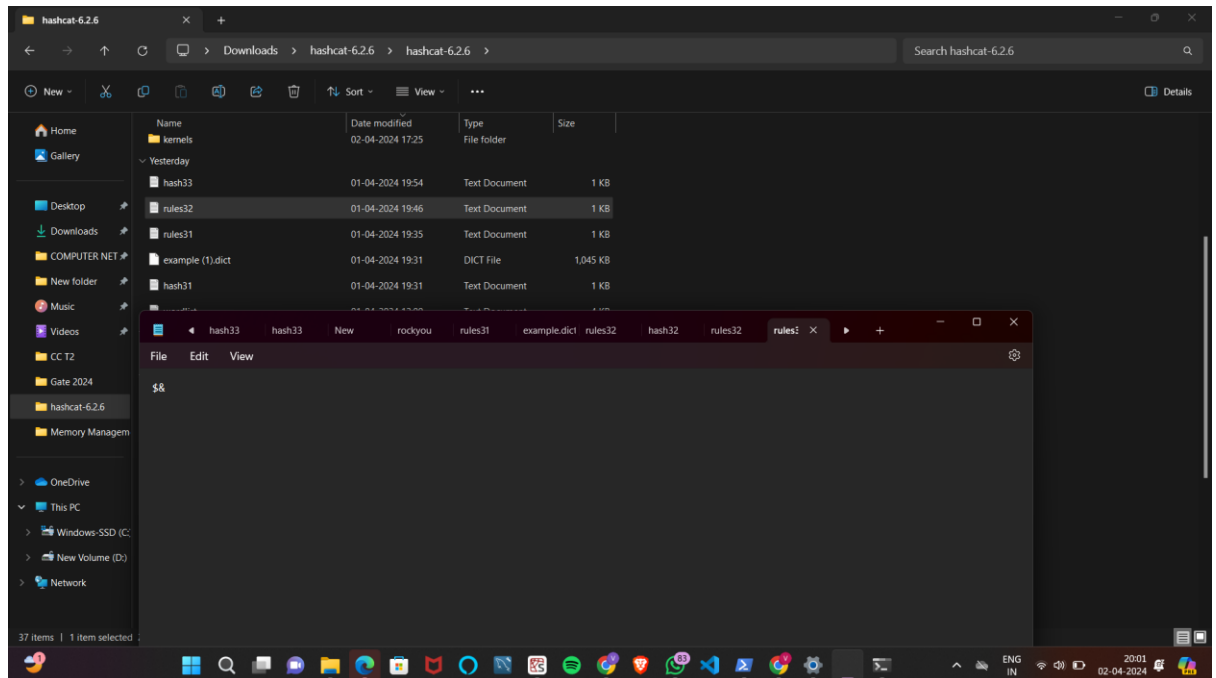 hashcat-6.2.6
Downloads > hashcat-6.2.6 > hashcat-6.2.6 >
Search hashcat-6.2.6
New
Sort
View
Details
Name Date modified Type Size
kernels 02-04-2024 17:25 File folder
Yesterday
hash33 01-04-2024 19:54 Text Document 1 KB
rules32 01-04-2024 19:46 Text Document 1 KB
rules31 01-04-2024 19:35 Text Document 1 KB
example (1).dict 01-04-2024 19:31 DICT File 1,045 KB
hash31 01-04-2024 19:31 Text Document 1 KB
Home
Gallery
Desktop
Downloads
COMPUTER NET
New folder
Music
Videos
CC T2
Gate 2024
hashcat-6.2.6
Memory Managem
OneDrive
This PC
Windows-SSD (C:
New Volume (D:)
Network
37 items | 1 item selected
hash33 hash33 New rockyou rules31 example.dict rules32 hash32 rules32 rules3
File Edit View
$&
1
83
ENG
IN
20:01
02-04-2024